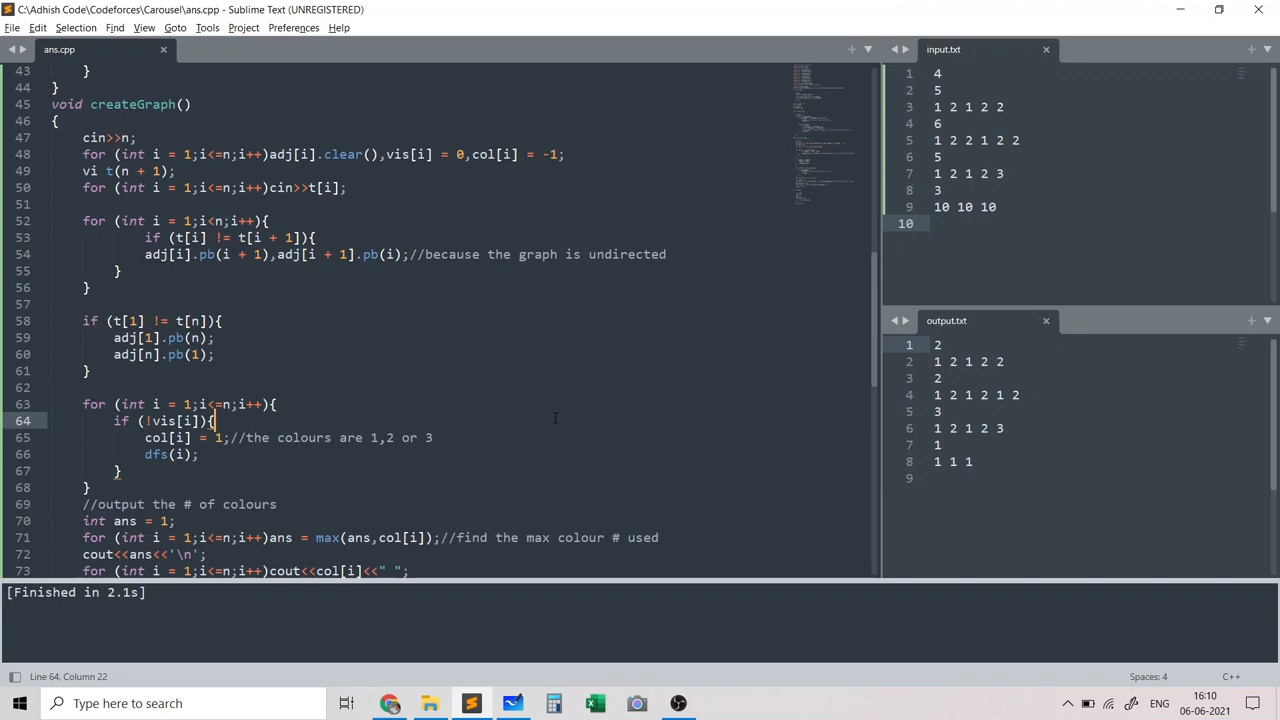 C:\Adhish Code\Codeforces\Carousel\ans.cpp - Sublime Text (UNREGISTERED)
File Edit Selection Find View Goto Tools Project Preferences Help
ans.cpp
43 }
44 }
45 void createGraph()
46 {
47 cin>>n;
48 for (int i = 1;i<=n;i++)adj[i].clear(),vis[i] = 0,col[i] = -1;
49 vi t(n + 1);
50 for (int i = 1;i<=n;i++)cin>>t[i];
51
52 for (int i = 1;i<n;i++){
53 if (t[i] != t[i + 1]){
54 adj[i].pb(i + 1),adj[i + 1].pb(i);//because the graph is undirected
55 }
56 }
57
58 if (t[1] != t[n]){
59 adj[1].pb(n);
60 adj[n].pb(1);
61 }
62
63 for (int i = 1;i<=n;i++){
64 if (!vis[i]){
65 col[i] = 1;//the colours are 1,2 or 3
66 dfs(i);
67 }
68 }
69 //output the # of colours
70 int ans = 1;
71 for (int i = 1;i<=n;i++)ans = max(ans,col[i]);//find the max colour # used
72 cout<<ans<<'\n';
73 for (int i = 1;i<=n;i++)cout<<col[i]<<" ";
input.txt
1 4
2 5
3 1 2 1 2 2
4 6
5 1 2 2 1 2 2
6 5
7 1 2 1 2 3
8 3
9 10 10 10
10
output.txt
1 2
2 1 2 1 2 2
3 2
4 1 2 1 2 1 2
5 3
6 1 2 1 2 3
7 1
8 1 1 1
9
[Finished in 2.1s]
Line 64, Column 22
Spaces: 4
C++
Type here to search
ENG
16:10
06-06-2021